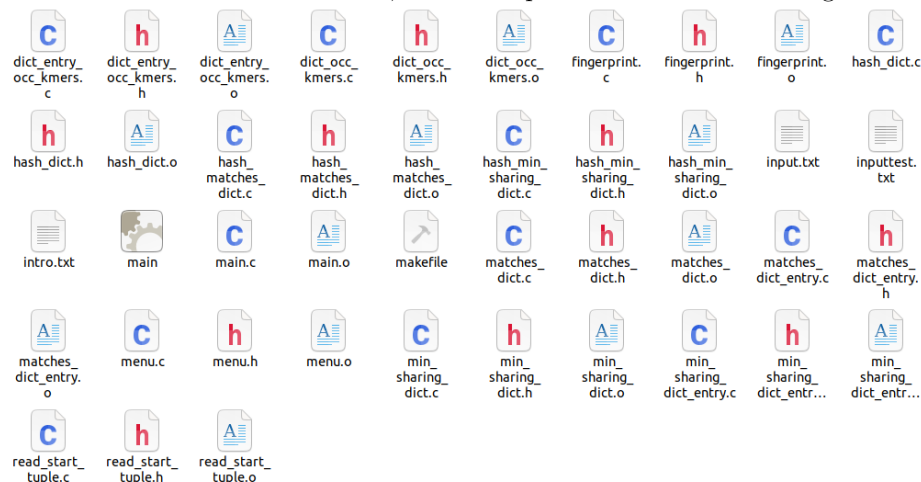 dict_entry_
occ_kmers.
c
dict_entry_
occ_kmers.
h
dict_entry_
occ_kmers.
o
dict_occ_
kmers.c
dict_occ_
kmers.h
dict_occ_
kmers.o
fingerprint.
c
fingerprint.
h
fingerprint.
o
hash_dict.c
hash_dict.h
hash_dict.o
hash_
matches_
dict.c
hash_
matches_
dict.h
hash_
matches_
dict.o
hash_min_
sharing_
dict.c
hash_min_
sharing_
dict.h
hash_min_
sharing_
dict.o
input.txt
inputtest.
txt
intro.txt
main
main.c
main.o
makefile
matches_
dict.c
matches_
dict.h
matches_
dict.o
matches_
dict_entry.c
matches_
dict_entry.
h
matches_
dict_entry.
o
menu.c
menu.h
menu.o
min_
sharing_
dict.c
min_
sharing_
dict.h
min_
sharing_
dict.o
min_
sharing_
dict_entry.c
min_
sharing_
dict_entr...
min_
sharing_
dict_entr...
read_start_
tuple.c
read_start_
tuple.h
read_start_
tuple.o